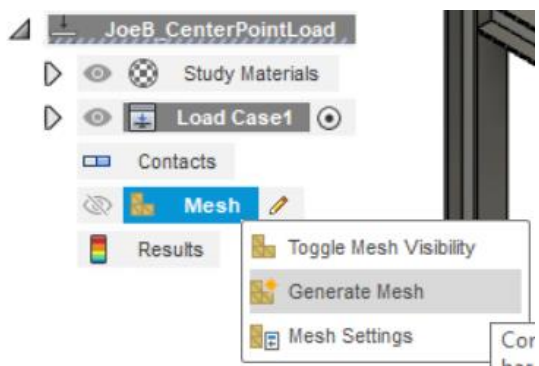 JoeB_CenterPointLoad
Study Materials
Load Case1
Contacts
Mesh
Results
Toggle Mesh Visibility
Generate Mesh
Mesh Settings